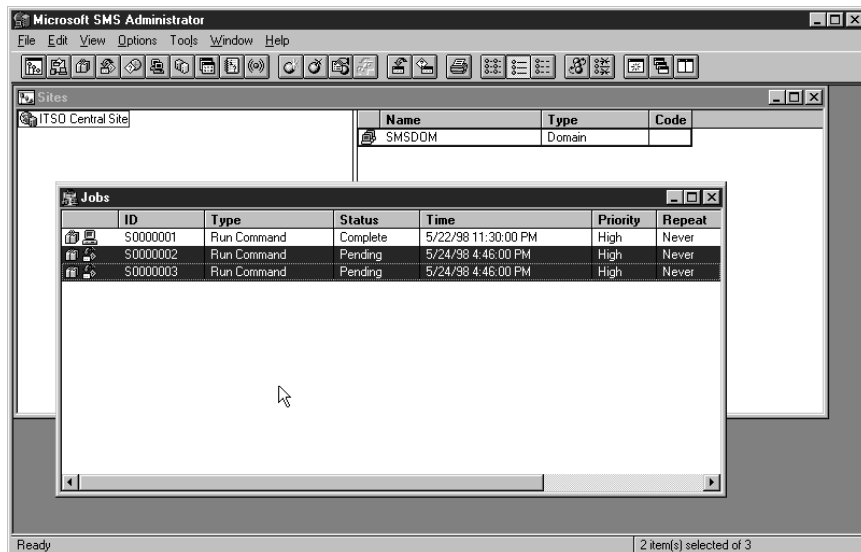 Microsoft SMS Administrator
File Edit View Options Tools Window Help
Sites
ITSO Central Site
Name Type Code
SMSDOM Domain
Jobs
ID Type Status Time Priority Repeat
S0000001 Run Command Complete 5/22/98 11:30:00 PM High Never
S0000002 Run Command Pending 5/24/98 4:46:00 PM High Never
S0000003 Run Command Pending 5/24/98 4:46:00 PM High Never
Ready 2 item(s) selected of 3